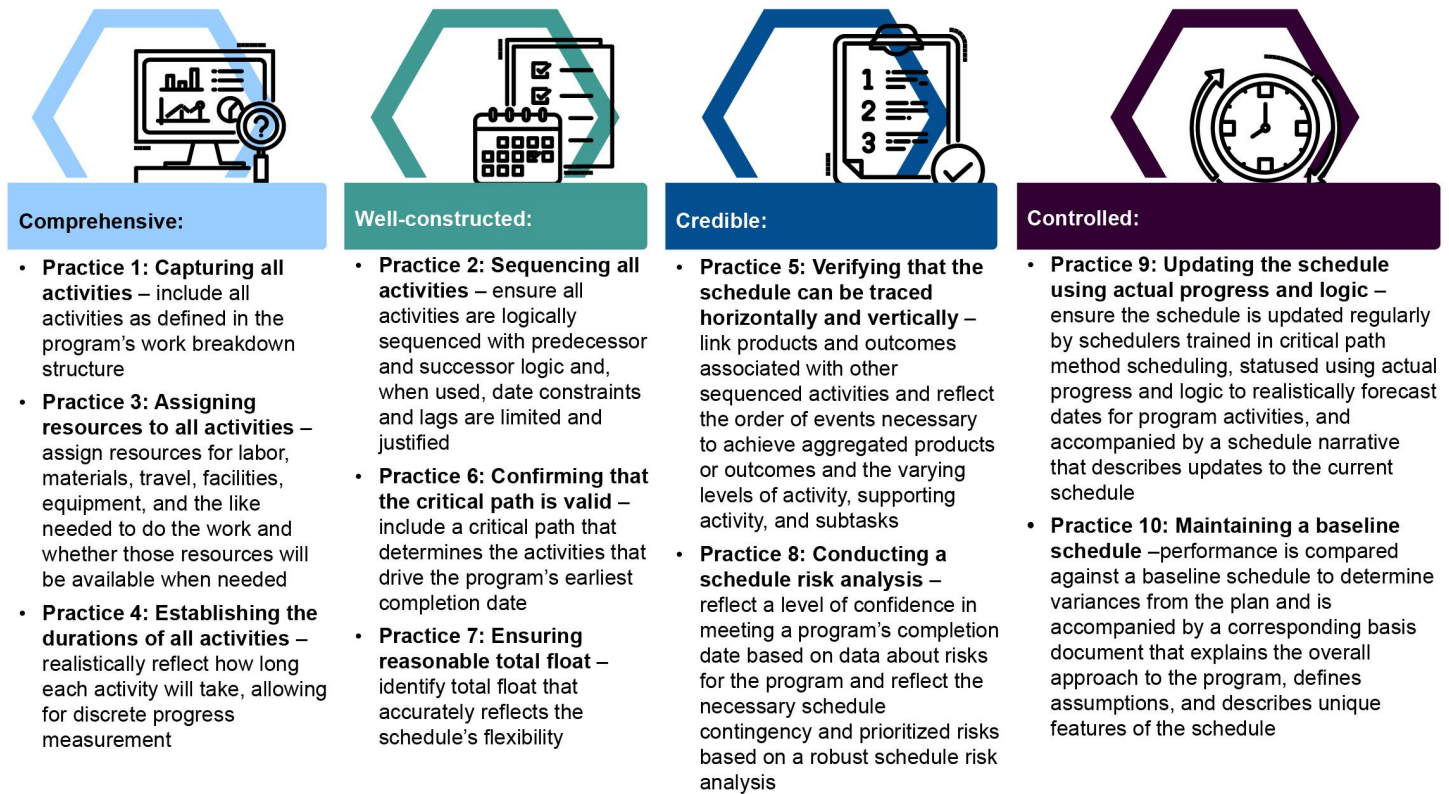 ?
1
2
3
Comprehensive:
• Practice 1: Capturing all
activities – include all
activities as defined in the
program's work breakdown
structure
• Practice 3: Assigning
resources to all activities –
assign resources for labor,
materials, travel, facilities,
equipment, and the like
needed to do the work and
whether those resources will
be available when needed
• Practice 4: Establishing the
durations of all activities –
realistically reflect how long
each activity will take, allowing
for discrete progress
measurement
Well-constructed:
• Practice 2: Sequencing all
activities – ensure all
activities are logically
sequenced with predecessor
and successor logic and,
when used, date constraints
and lags are limited and
justified
• Practice 6: Confirming that
the critical path is valid –
include a critical path that
determines the activities that
drive the program's earliest
completion date
• Practice 7: Ensuring
reasonable total float –
identify total float that
accurately reflects the
schedule's flexibility
Credible:
• Practice 5: Verifying that the
schedule can be traced
horizontally and vertically –
link products and outcomes
associated with other
sequenced activities and reflect
the order of events necessary
to achieve aggregated products
or outcomes and the varying
levels of activity, supporting
activity, and subtasks
• Practice 8: Conducting a
schedule risk analysis –
reflect a level of confidence in
meeting a program's completion
date based on data about risks
for the program and reflect the
necessary schedule
contingency and prioritized risks
based on a robust schedule risk
analysis
Controlled:
• Practice 9: Updating the schedule
using actual progress and logic –
ensure the schedule is updated regularly
by schedulers trained in critical path
method scheduling, statused using actual
progress and logic to realistically forecast
dates for program activities, and
accompanied by a schedule narrative
that describes updates to the current
schedule
• Practice 10: Maintaining a baseline
schedule –performance is compared
against a baseline schedule to determine
variances from the plan and is
accompanied by a corresponding basis
document that explains the overall
approach to the program, defines
assumptions, and describes unique
features of the schedule